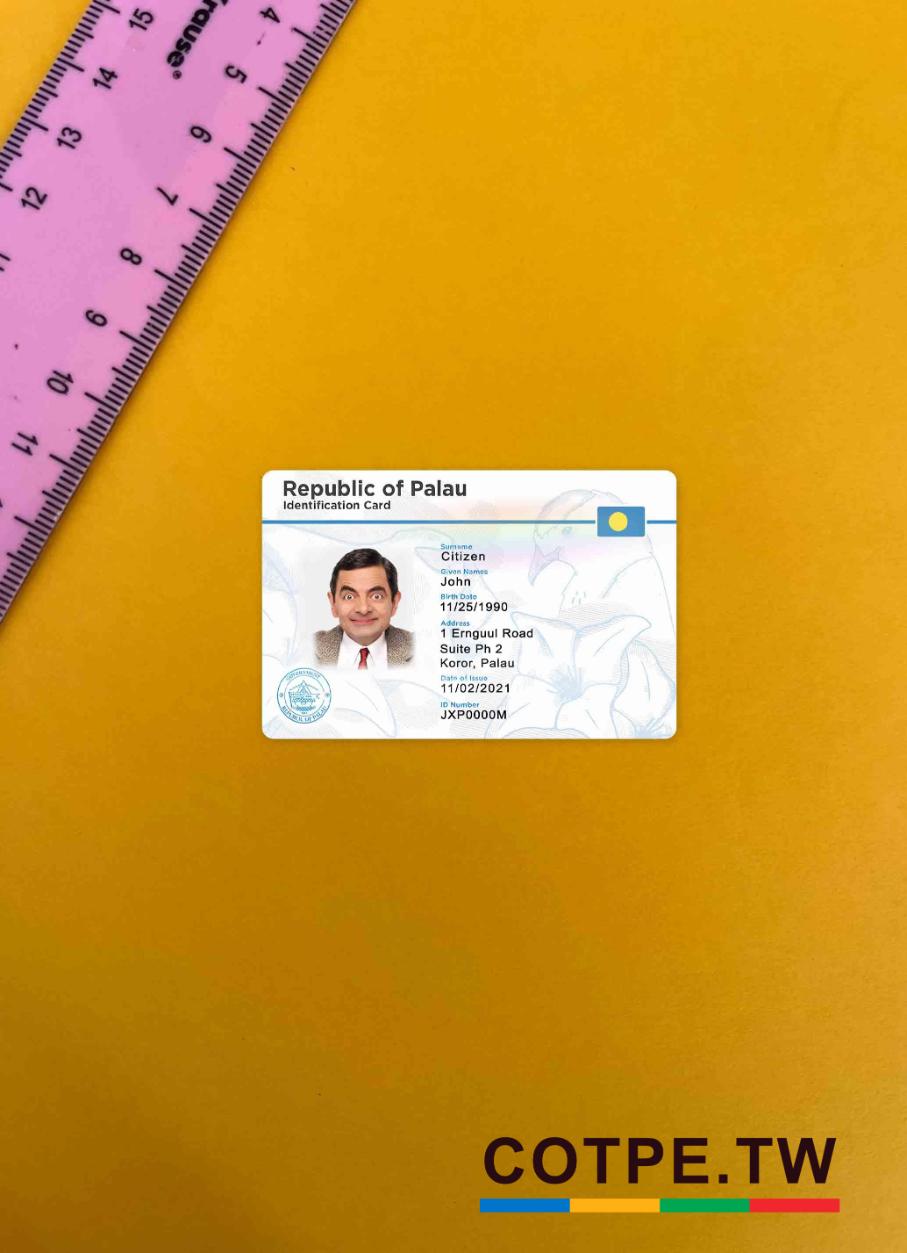 15
4
rause®
14
5
13
6
12
7
8
9
10
11
Republic of Palau
Identification Card
Surname
Citizen
Given Names
John
Birth Date
11/25/1990
Address
1 Ernguul Road
Suite Ph 2
Koror, Palau
Date of Issue
11/02/2021
ID Number
JXP0000M
REPUBLIC OF PALAU
COTPE.TW